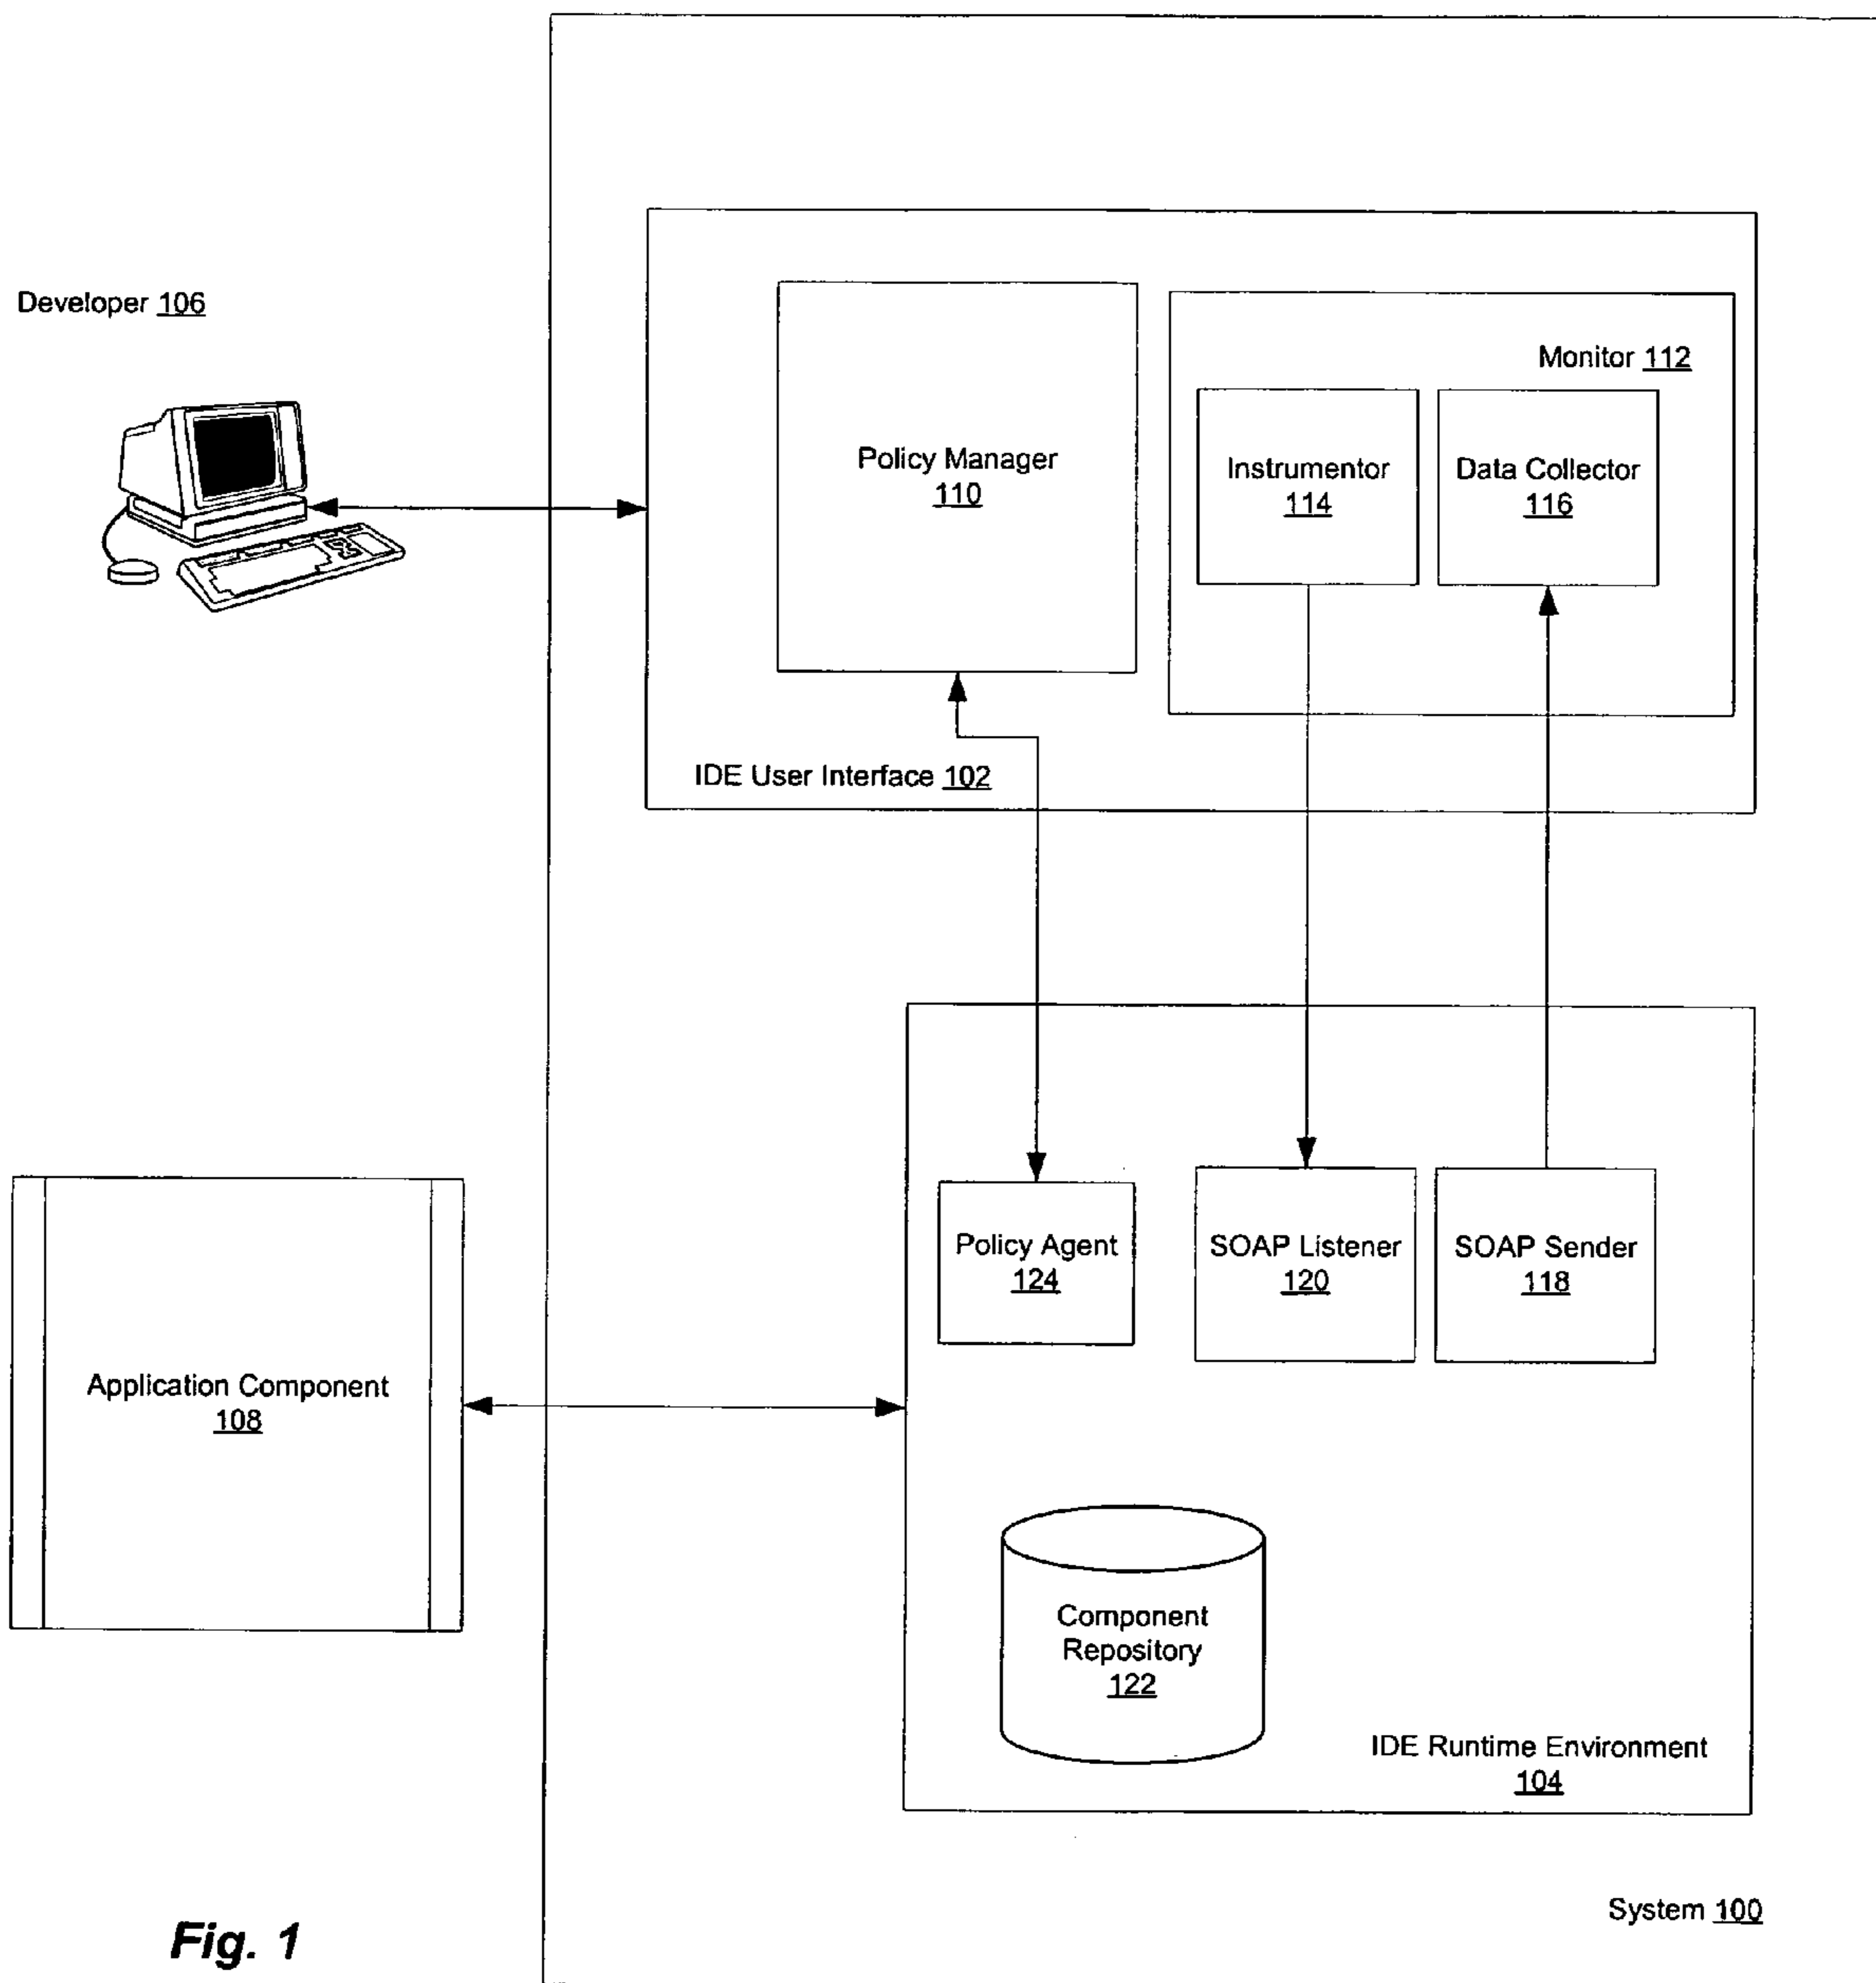 Developer 106
Monitor 112
Policy Manager
110
Instrumentor
114
Data Collector
116
IDE User Interface 102
Policy Agent
124
SOAP Listener
120
SOAP Sender
118
Application Component
108
Component
Repository
122
IDE Runtime Environment
104
System 100
Fig. 1